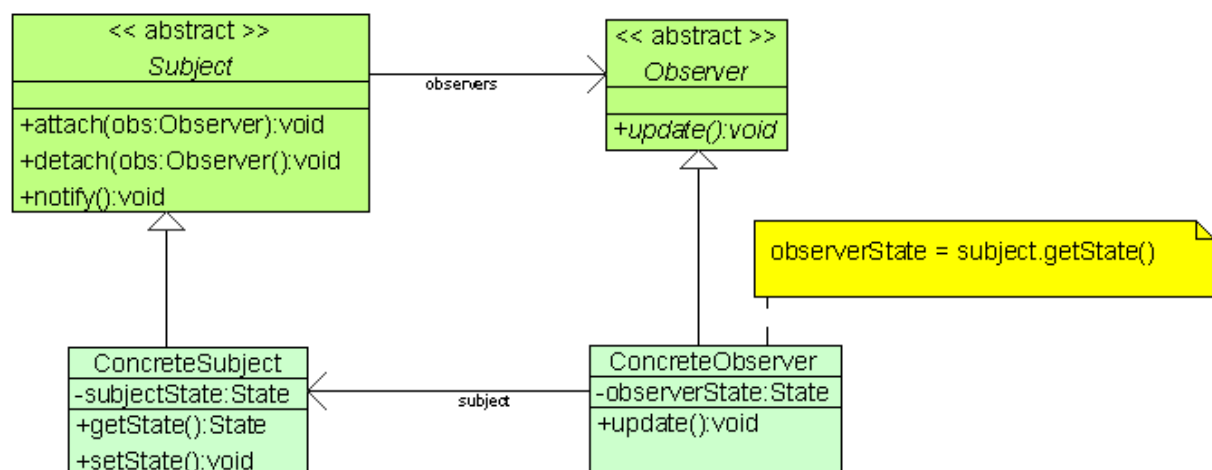 << abstract >>
Subject
+attach(obs:Observer):void
+detach(obs:Observer():void
+notify():void
observers
<< abstract >>
Observer
+update():void
observerState = subject.getState()
ConcreteSubject
-subjectState:State
+getState():State
+setState():void
subject
ConcreteObserver
-observerState:State
+update():void